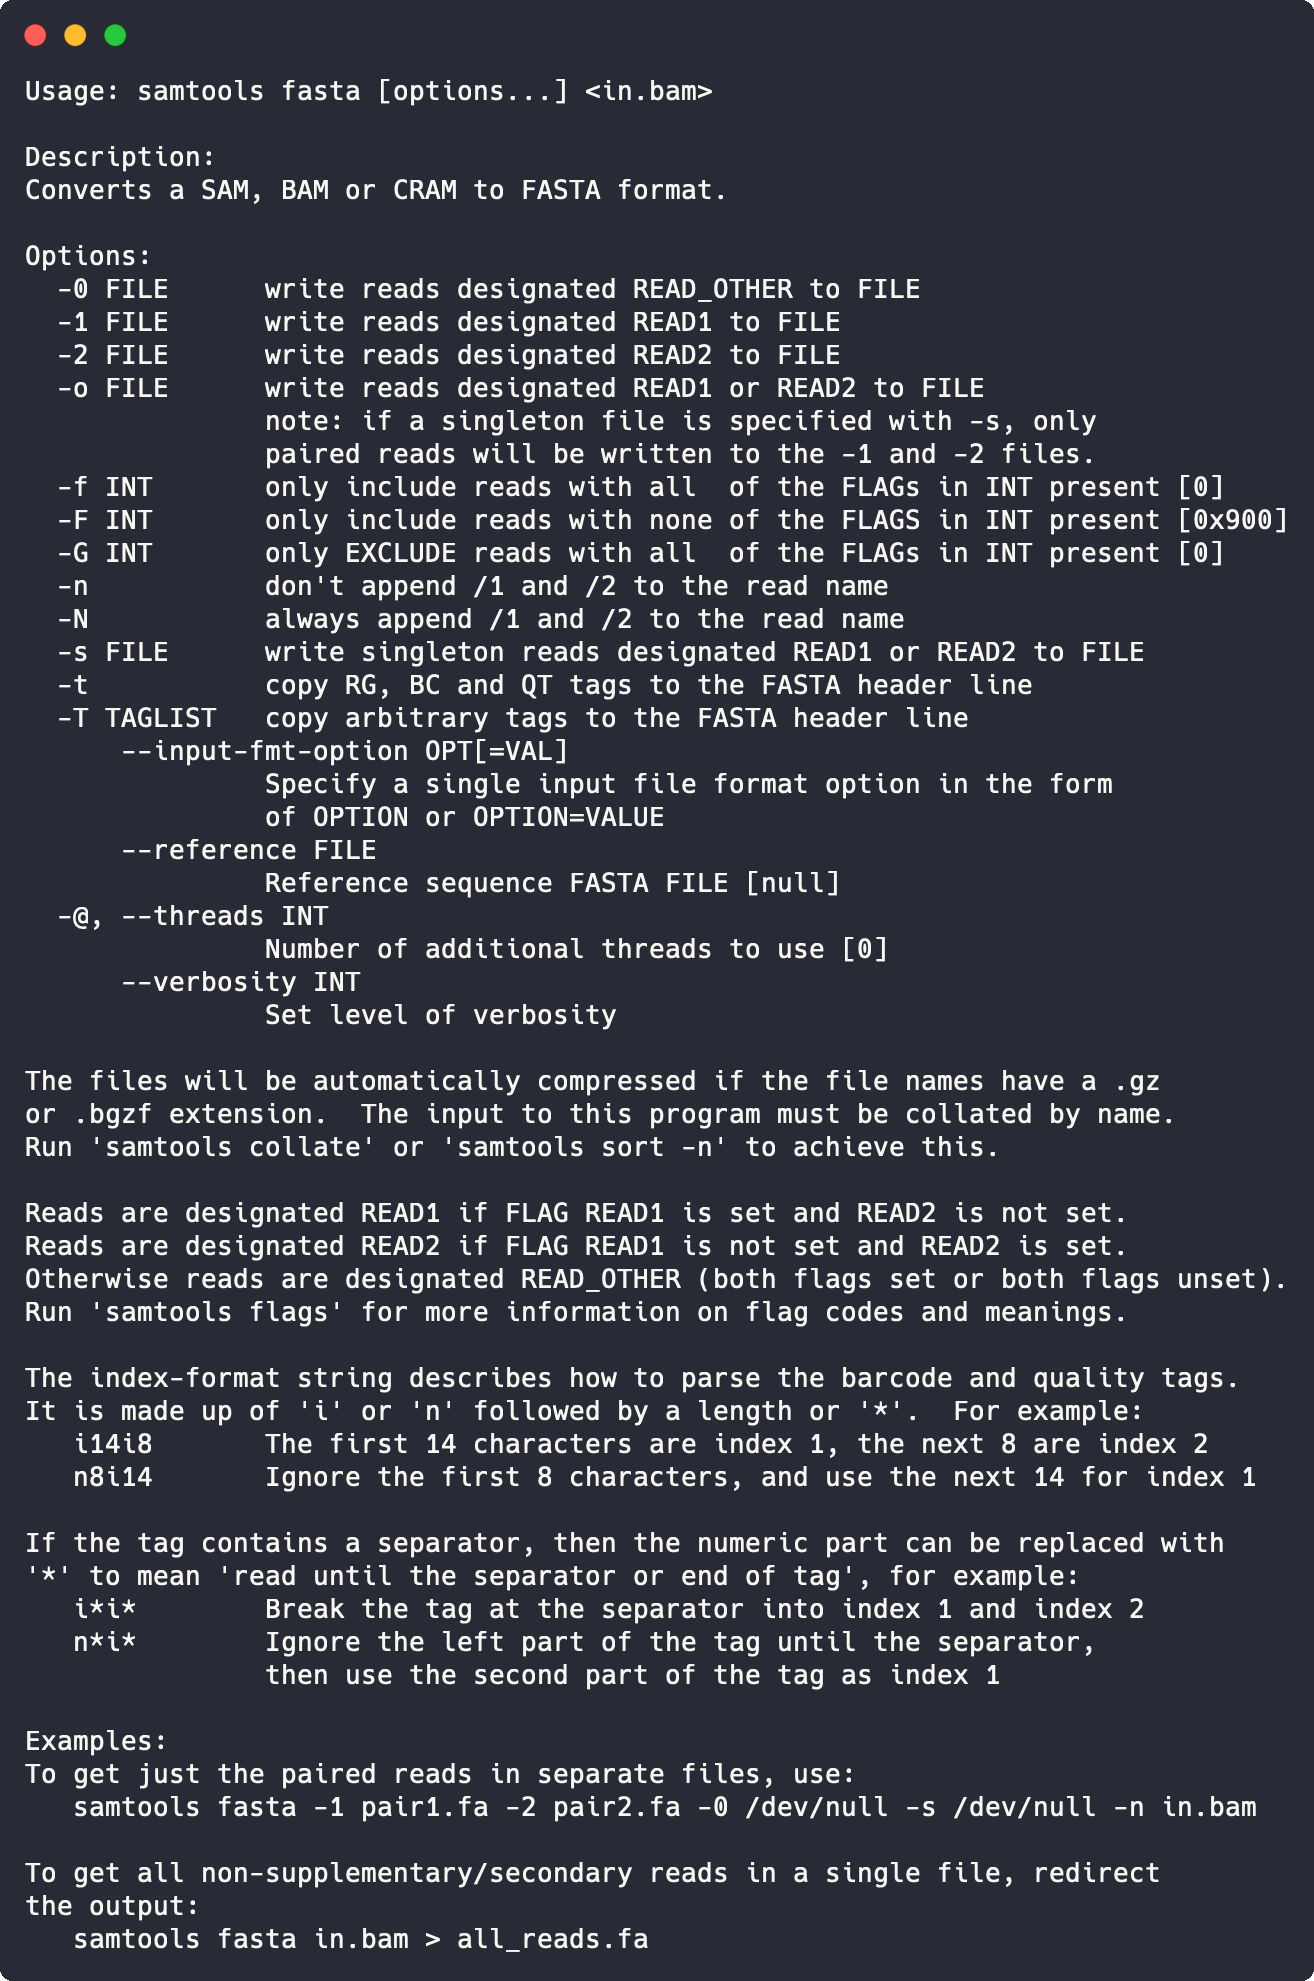 Usage: samtools fasta [options...] <in.bam>

Description:
Converts a SAM, BAM or CRAM to FASTA format.

Options:
  -0 FILE      write reads designated READ_OTHER to FILE
  -1 FILE      write reads designated READ1 to FILE
  -2 FILE      write reads designated READ2 to FILE
  -o FILE      write reads designated READ1 or READ2 to FILE
               note: if a singleton file is specified with -s, only
               paired reads will be written to the -1 and -2 files.
  -f INT       only include reads with all  of the FLAGs in INT present [0]
  -F INT       only include reads with none of the FLAGS in INT present [0x900]
  -G INT       only EXCLUDE reads with all  of the FLAGs in INT present [0]
  -n           don't append /1 and /2 to the read name
  -N           always append /1 and /2 to the read name
  -s FILE      write singleton reads designated READ1 or READ2 to FILE
  -t           copy RG, BC and QT tags to the FASTA header line
  -T TAGLIST   copy arbitrary tags to the FASTA header line
      --input-fmt-option OPT[=VAL]
               Specify a single input file format option in the form
               of OPTION or OPTION=VALUE
      --reference FILE
               Reference sequence FASTA FILE [null]
  -@, --threads INT
               Number of additional threads to use [0]
      --verbosity INT
               Set level of verbosity

The files will be automatically compressed if the file names have a .gz
or .bgzf extension.  The input to this program must be collated by name.
Run 'samtools collate' or 'samtools sort -n' to achieve this.

Reads are designated READ1 if FLAG READ1 is set and READ2 is not set.
Reads are designated READ2 if FLAG READ1 is not set and READ2 is set.
Otherwise reads are designated READ_OTHER (both flags set or both flags unset).
Run 'samtools flags' for more information on flag codes and meanings.

The index-format string describes how to parse the barcode and quality tags.
It is made up of 'i' or 'n' followed by a length or '*'.  For example:
   i14i8       The first 14 characters are index 1, the next 8 are index 2
   n8i14       Ignore the first 8 characters, and use the next 14 for index 1

If the tag contains a separator, then the numeric part can be replaced with
'*' to mean 'read until the separator or end of tag', for example:
   i*i*        Break the tag at the separator into index 1 and index 2
   n*i*        Ignore the left part of the tag until the separator,
               then use the second part of the tag as index 1

Examples:
To get just the paired reads in separate files, use:
   samtools fasta -1 pair1.fa -2 pair2.fa -0 /dev/null -s /dev/null -n in.bam

To get all non-supplementary/secondary reads in a single file, redirect
the output:
   samtools fasta in.bam > all_reads.fa